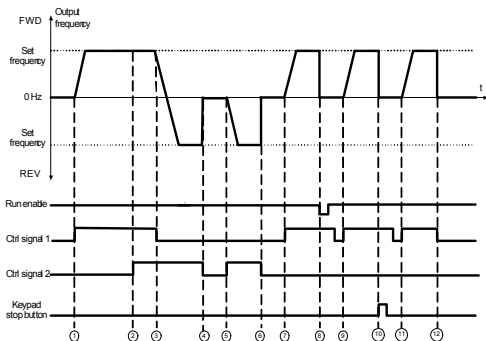 FWD
Output
frequency
Set
frequency
0 Hz
t
Set
frequency
REV
Run enable
Ctrl signal 1
Ctrl signal 2
Keypad
stop button
1 2 3 4 5 6 7 8 9 10 11 12